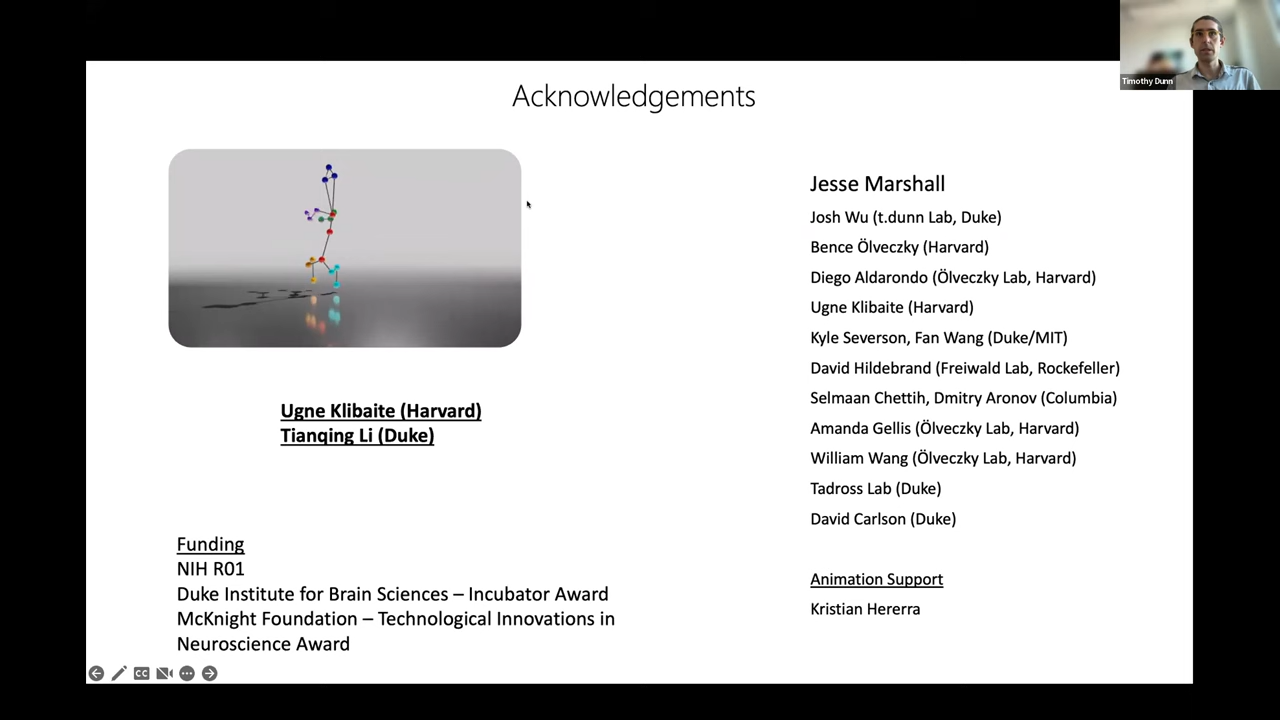 Timothy Dunn
Acknowledgements
Ugne Klibaite (Harvard)
Tianqing Li (Duke)
Funding
NIH R01
Duke Institute for Brain Sciences – Incubator Award
McKnight Foundation – Technological Innovations in
Neuroscience Award
Jesse Marshall
Josh Wu (t.dunn Lab, Duke)
Bence Ölveczky (Harvard)
Diego Aldarondo (Ölveczky Lab, Harvard)
Ugne Klibaite (Harvard)
Kyle Severson, Fan Wang (Duke/MIT)
David Hildebrand (Freiwald Lab, Rockefeller)
Selmaan Chettih, Dmitry Aronov (Columbia)
Amanda Gellis (Ölveczky Lab, Harvard)
William Wang (Ölveczky Lab, Harvard)
Tadross Lab (Duke)
David Carlson (Duke)
Animation Support
Kristian Hererra
CC